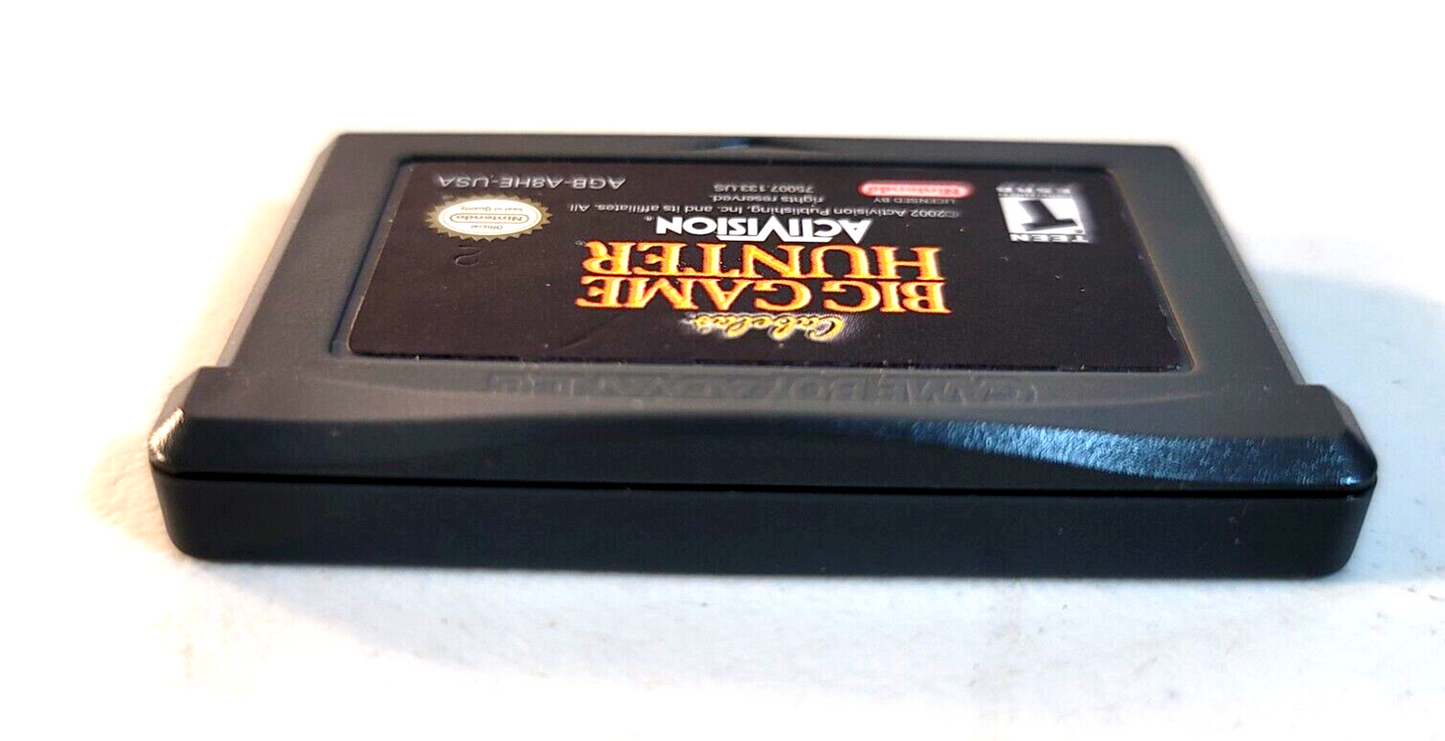 GAME BOY ADVANCE
Cabela's
BIG GAME
HUNTER®
ACTIVISION®
©2002 Activision Publishing, Inc. and its affiliates. All
rights reserved.
75007.133.US
TEEN
T
ESRB
LICENSED BY
Nintendo
2
Official
Nintendo
Seal of Quality
AGB-A8HE-USA